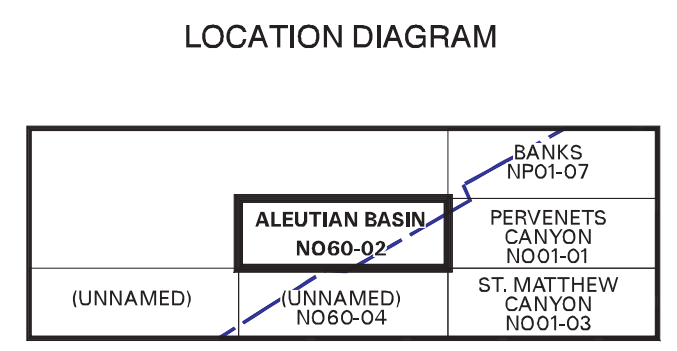 LOCATION DIAGRAM
BANKS
NP01-07
ALEUTIAN BASIN
NO60-02
PERVENETS
CANYON
NO01-01
(UNNAMED)
(UNNAMED)
NO60-04
ST. MATTHEW
CANYON
NO01-03